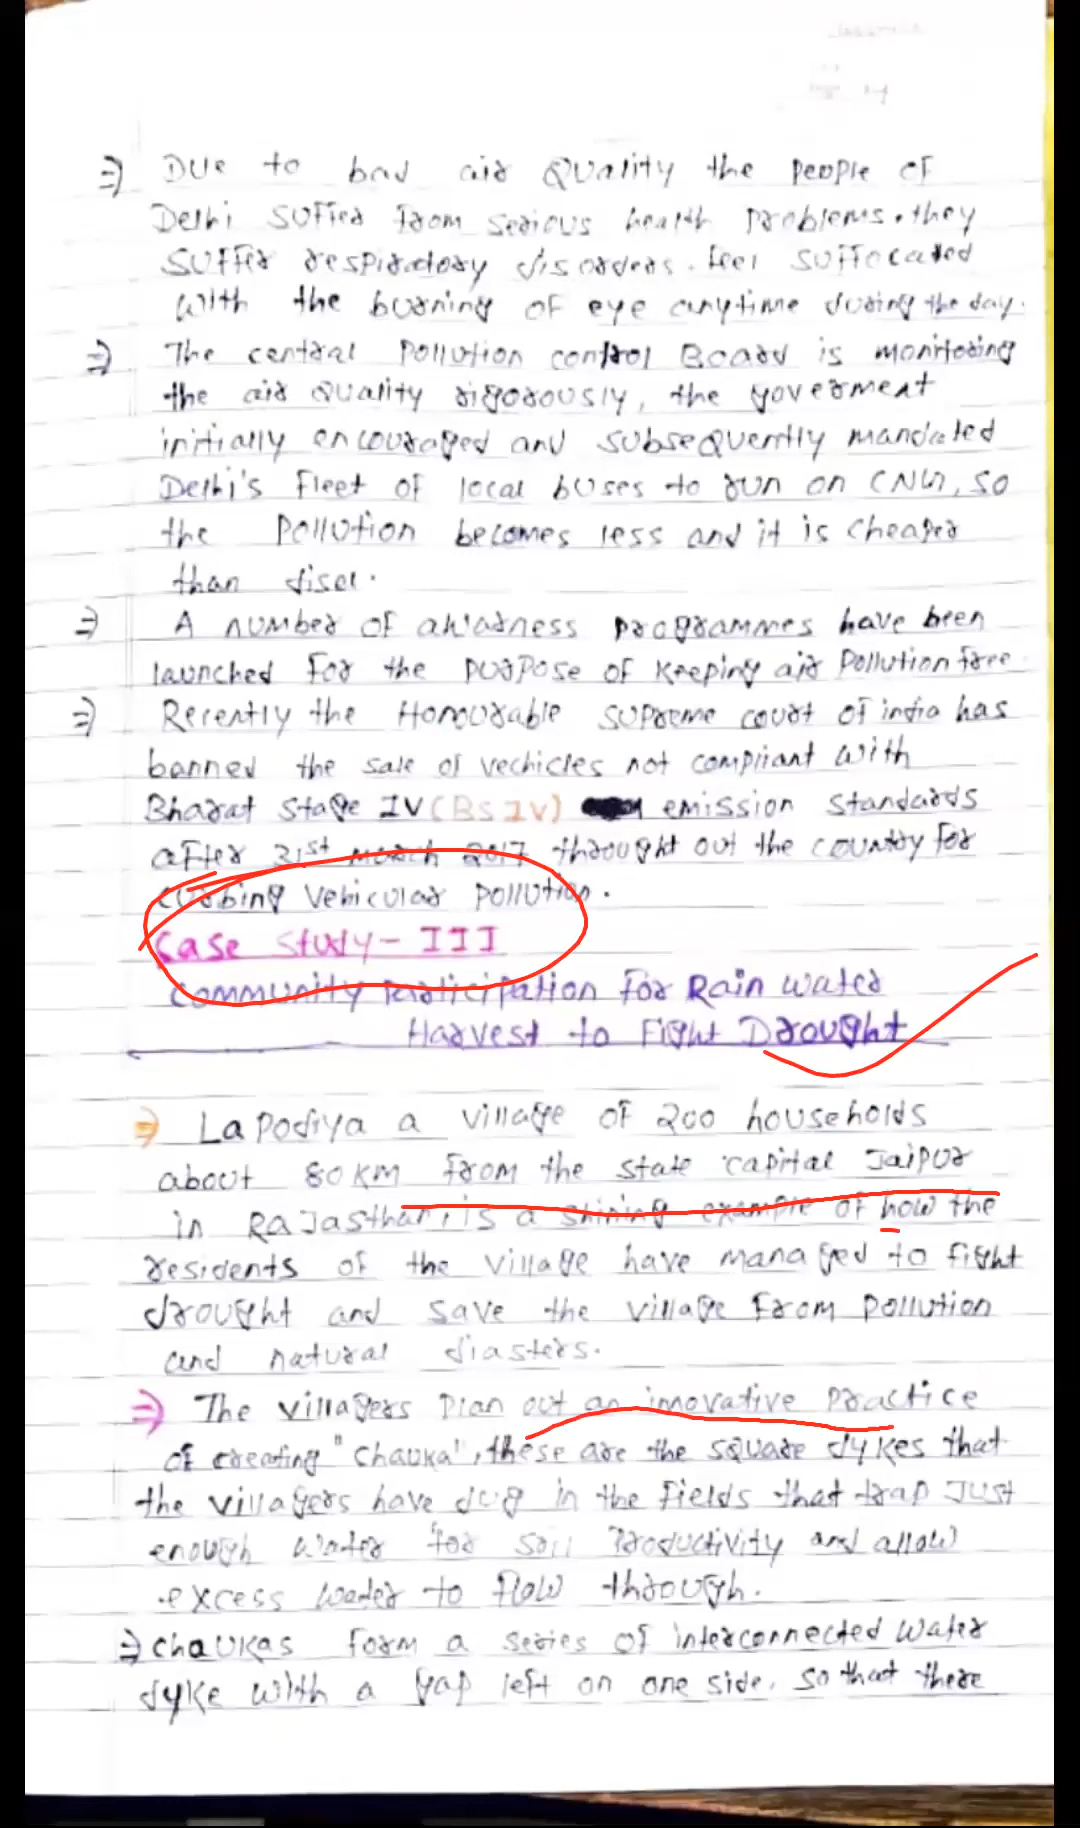 ⇒ Due to bad air Quality the people of
Delhi suffer from serious health problems. they
suffer respiratory disorders. feel suffocated
with the burning of eye anytime during the day.
⇒ The central Pollution control Board is monitoring
the air quality rigorously, the goverment
initially encouraged and subsequently mandated
Delhi's Fleet of local buses to run on CNG, so
the Pollution becomes less and it is cheaper
than disel.
⇒ A number of awarness programmes have been
launched for the purpose of keeping air Pollution free
⇒ Recently the Honourable supreme court of india has
banned the sale of vechicles not compliant with
Bharat Stage IV (BS IV) emission standards
after 31st march 2017 throught out the country for
curbing vehicular pollution.
Case Study - III
Community Participation For Rain Water
Harvest to Fight Drought
⇒ Lapodiya a village of 200 households
about 80 KM from the state capital Jaipur
in Rajasthan, is a shining example of how the
residents of the village have managed to fight
drought and save the village from pollution
and natural diasters.
⇒ The villagers plan out an innovative practice
of creating "chauka", these are the square dykes that
the villagers have dug in the fields that trap Just
enough water for soil productivity and allow
excess water to flow through.
⇒ chaukas form a series of interconnected water
dyke with a gap left on one side. so that there